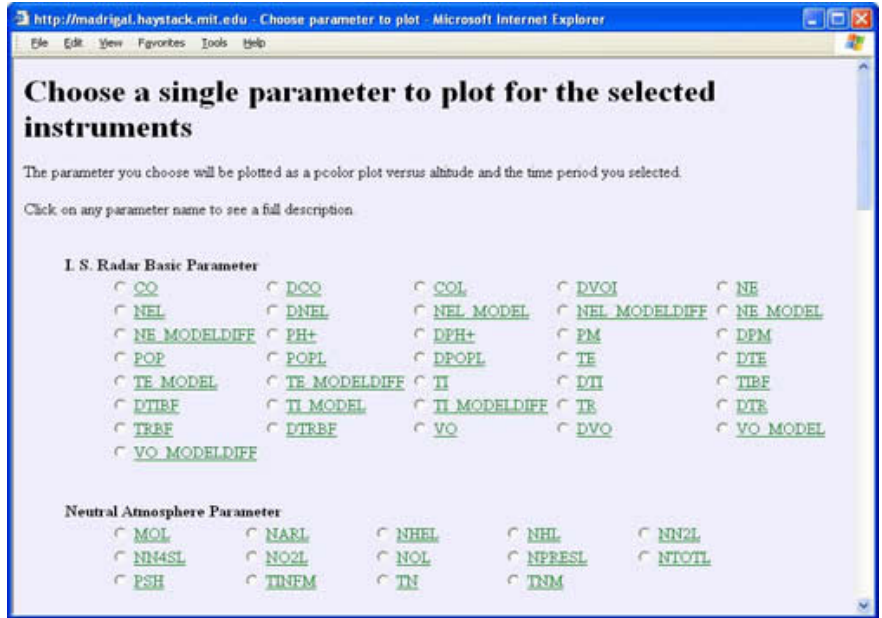 http://madrigal.haystack.mit.edu - Choose parameter to plot - Microsoft Internet Explorer
File Edit View Favorites Tools Help
Choose a single parameter to plot for the selected
instruments
The parameter you choose will be plotted as a pcolor plot versus altitude and the time period you selected.
Click on any parameter name to see a full description.
I. S. Radar Basic Parameter
CO DCO COL DVOI NE
NEL DNEL NEL_MODEL NEL_MODELDIFF NE_MODEL
NE_MODELDIFF PH+ DPH+ PM DPM
POP POPL DPOPL TE DTE
TE_MODEL TE_MODELDIFF TI DTI TIBF
DTIBF TI_MODEL TI_MODELDIFF TR DTR
TRBF DTRBF VO DVO VO_MODEL
VO_MODELDIFF
Neutral Atmosphere Parameter
MOL NARL NHEL NHL NN2L
NN4SL NO2L NOL NPRESL NTOTL
PSH TINFM TN TNM